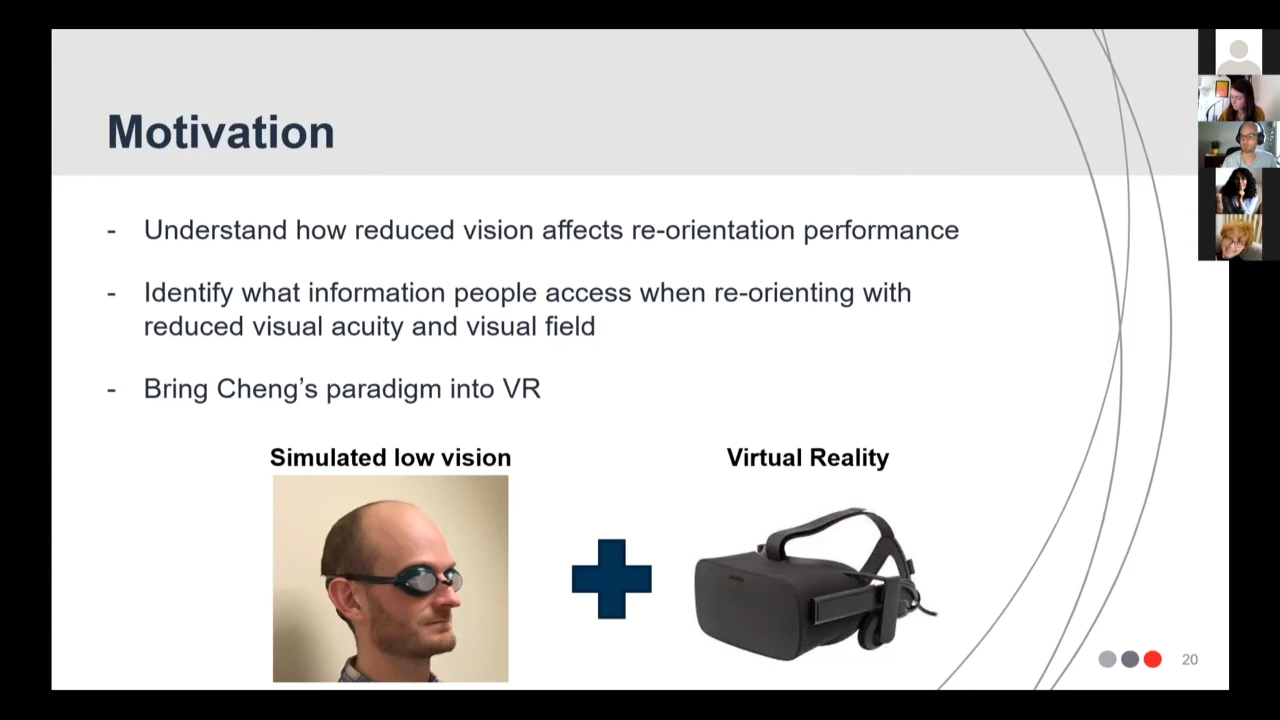 Motivation
- Understand how reduced vision affects re-orientation performance
- Identify what information people access when re-orienting with
reduced visual acuity and visual field
- Bring Cheng’s paradigm into VR
Simulated low vision
Virtual Reality
20